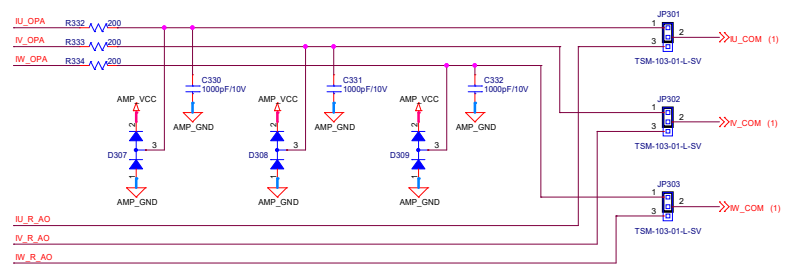 JP301
IU_OPA R332 200
1
2 IU_COM (1)
IV_OPA R333 200
3
IW_OPA R334 200
TSM-103-01-L-SV
C330
1000pF/10V
C331
1000pF/10V
C332
1000pF/10V
AMP_VCC AMP_VCC AMP_VCC
JP302
1
2 IV_COM (1)
3
AMP_GND AMP_GND AMP_GND
2 2 2
TSM-103-01-L-SV
D307 3 D308 3 D309 3
1 1 1
JP303
1
2 IW_COM (1)
3
AMP_GND AMP_GND AMP_GND
IU_R_AO
TSM-103-01-L-SV
IV_R_AO
IW_R_AO